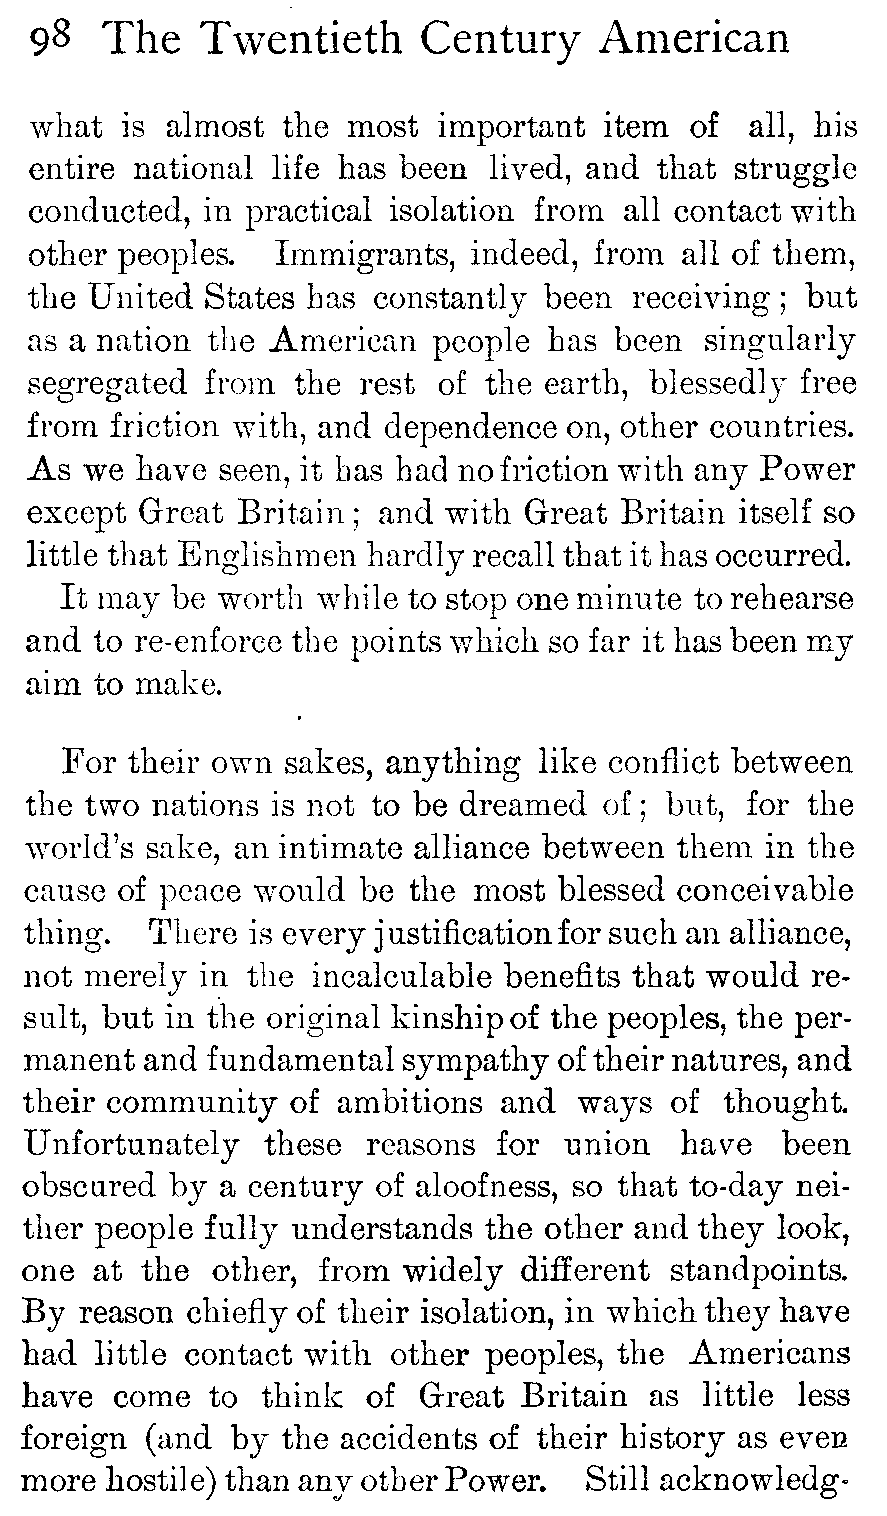 98 The Twentieth Century American
what is almost the most important item of all, his
entire national life has been lived, and that struggle
conducted, in practical isolation from all contact with
other peoples. Immigrants, indeed, from all of them,
the United States has constantly been receiving; but
as a nation the American people has been singularly
segregated from the rest of the earth, blessedly free
from friction with, and dependence on, other countries.
As we have seen, it has had no friction with any Power
except Great Britain; and with Great Britain itself so
little that Englishmen hardly recall that it has occurred.
It may be worth while to stop one minute to rehearse
and to re-enforce the points which so far it has been my
aim to make.
For their own sakes, anything like conflict between
the two nations is not to be dreamed of; but, for the
world's sake, an intimate alliance between them in the
cause of peace would be the most blessed conceivable
thing. There is every justification for such an alliance,
not merely in the incalculable benefits that would re-
sult, but in the original kinship of the peoples, the per-
manent and fundamental sympathy of their natures, and
their community of ambitions and ways of thought.
Unfortunately these reasons for union have been
obscured by a century of aloofness, so that to-day nei-
ther people fully understands the other and they look,
one at the other, from widely different standpoints.
By reason chiefly of their isolation, in which they have
had little contact with other peoples, the Americans
have come to think of Great Britain as little less
foreign (and by the accidents of their history as even
more hostile) than any other Power. Still acknowledg-